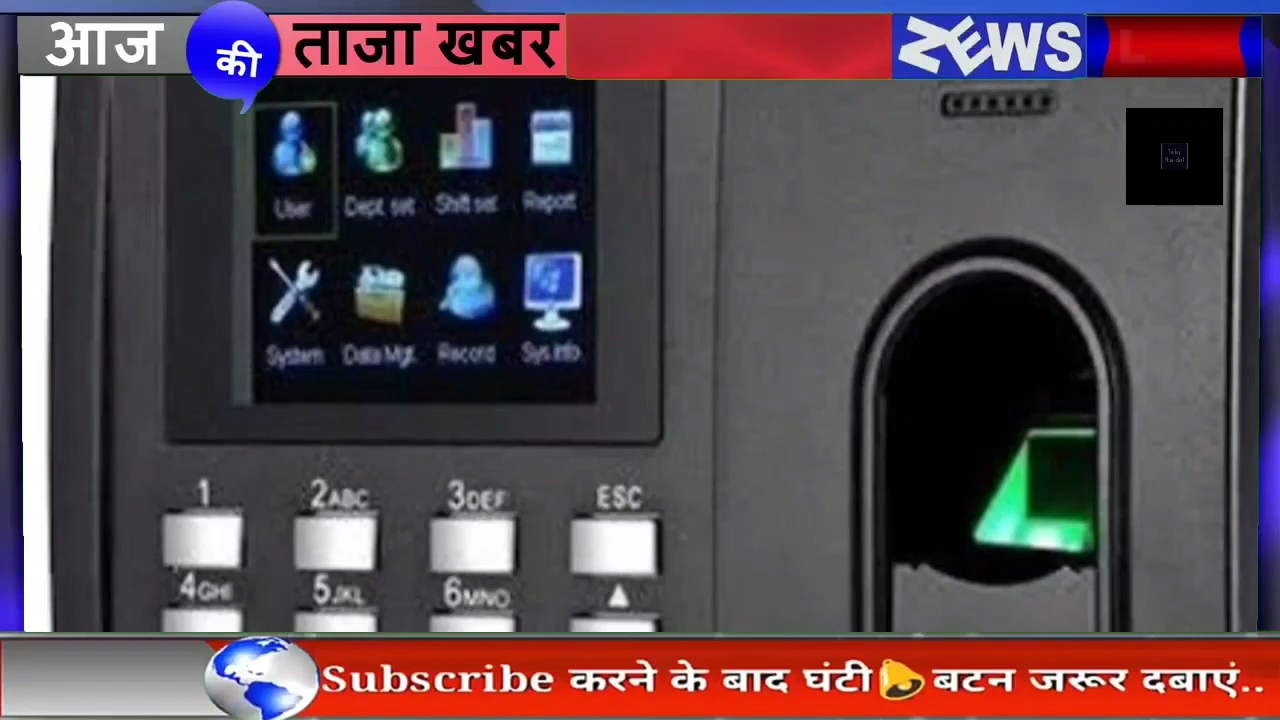 आज की ताजा खबर
ZEWS
User Dept. set Shift set Report
System Data Mgt. Record Sys info
1 2ABC 3DEF ESC
4GHI 5JKL 6MNO ▲
Subscribe करने के बाद घंटी🔔बटन जरूर दबाएं..